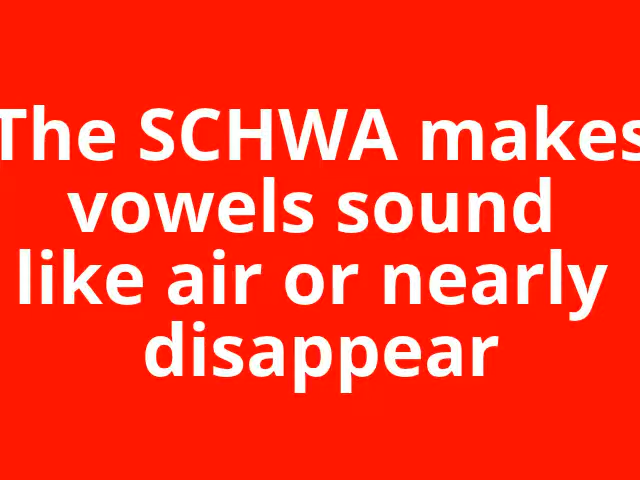 The SCHWA makes
vowels sound
like air or nearly
disappear